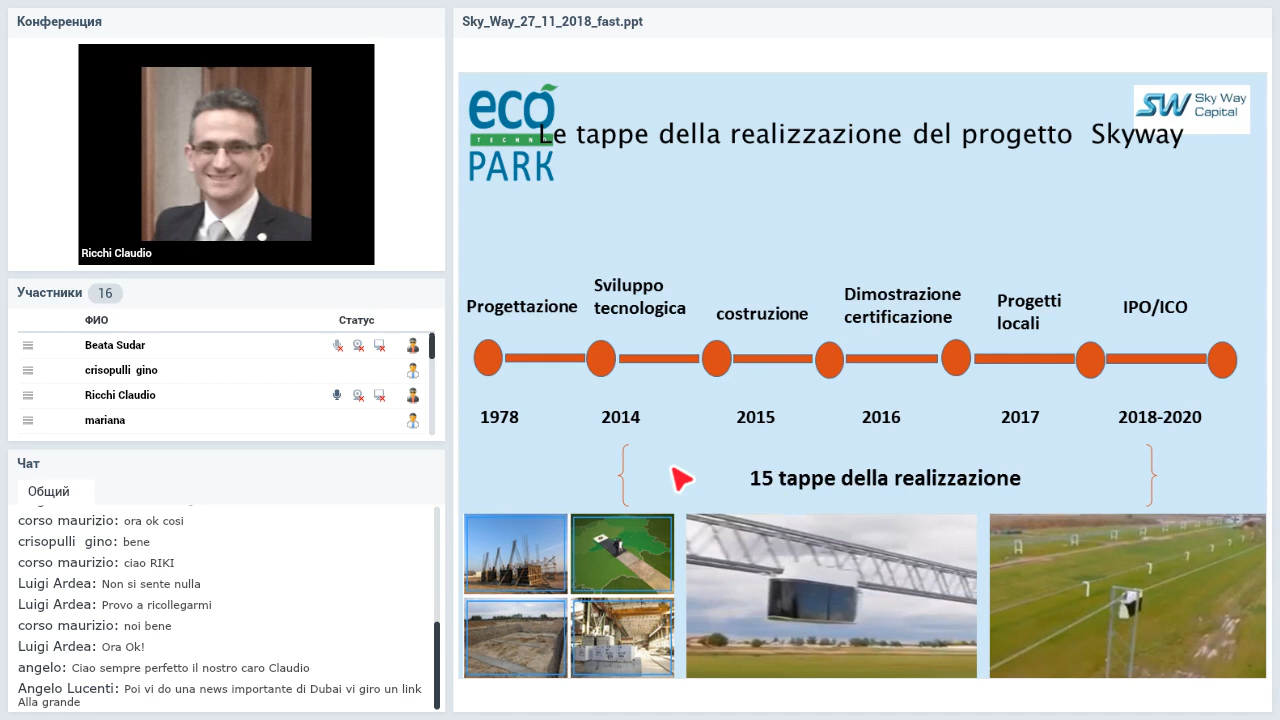 Конференция
Ricchi Claudio
Участники 16
ФИО Статус
Beata Sudar
crisopulli gino
Ricchi Claudio
mariana
Чат
Общий
corso maurizio: ora ok cosi
crisopulli gino: bene
corso maurizio: ciao RIKI
Luigi Ardea: Non si sente nulla
Luigi Ardea: Provo a ricollegarmi
corso maurizio: noi bene
Luigi Ardea: Ora Ok!
angelo: Ciao sempre perfetto il nostro caro Claudio
Angelo Lucenti: Poi vi do una news importante di Dubai vi giro un link
Alla grande
Sky_Way_27_11_2018_fast.ppt
eco
TECHNO
PARK
SW Sky Way
Capital
Le tappe della realizzazione del progetto Skyway
Progettazione
Sviluppo
tecnologica
costruzione
Dimostrazione
certificazione
Progetti
locali
IPO/ICO
1978 2014 2015 2016 2017 2018-2020
15 tappe della realizzazione